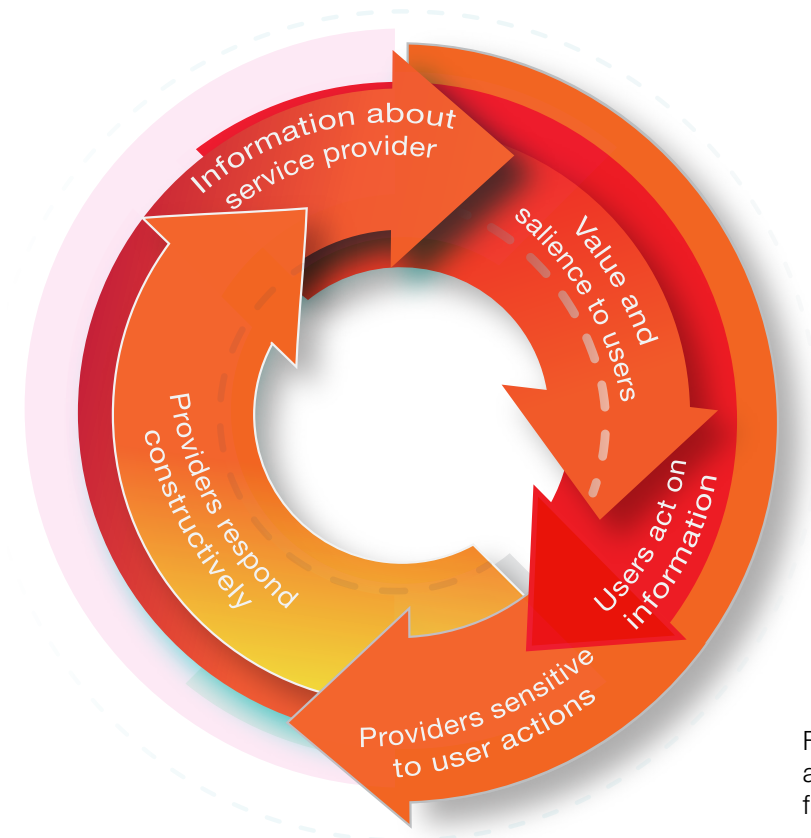 Information about
service provider
Value and
salience to users
Users act on
information
Providers sensitive
to user actions
Providers respond
constructively